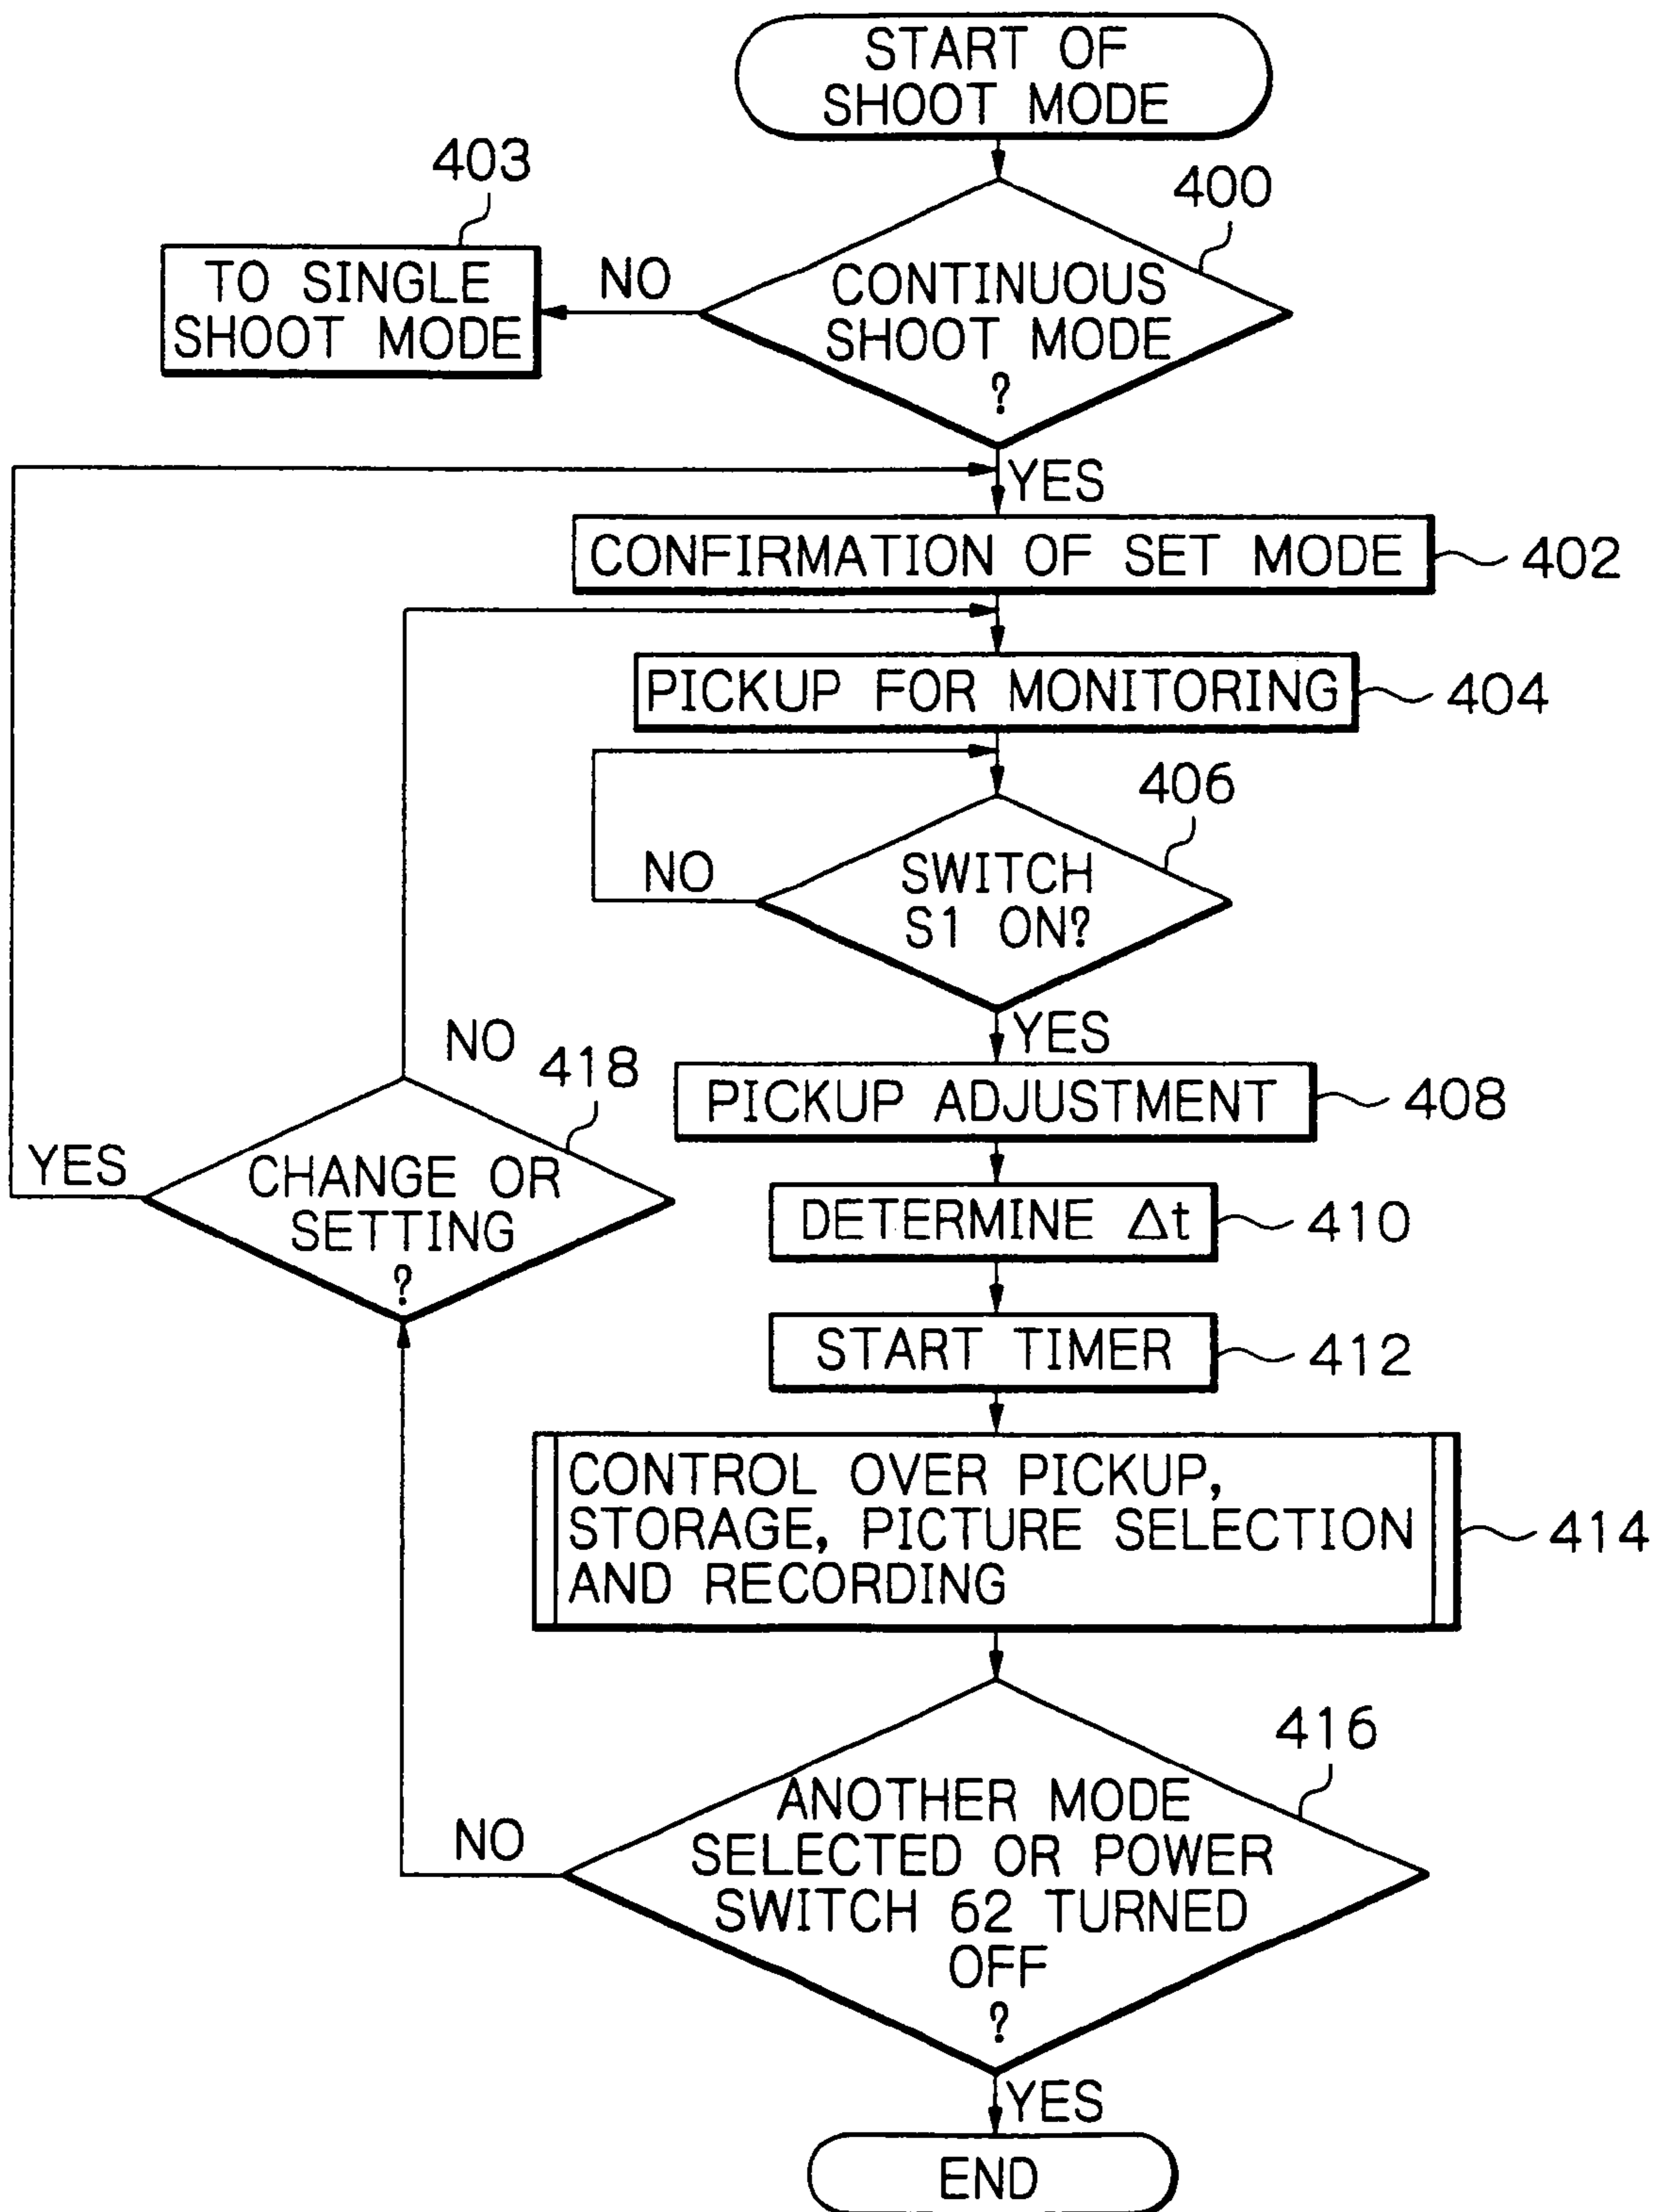 START OF
SHOOT MODE
403
400
TO SINGLE
SHOOT MODE
NO
CONTINUOUS
SHOOT MODE
?
YES
CONFIRMATION OF SET MODE
402
PICKUP FOR MONITORING
404
406
NO
SWITCH
S1 ON?
YES
NO
418
PICKUP ADJUSTMENT
408
YES
CHANGE OR
SETTING
?
DETERMINE Δt
410
START TIMER
412
CONTROL OVER PICKUP,
STORAGE, PICTURE SELECTION
AND RECORDING
414
416
NO
ANOTHER MODE
SELECTED OR POWER
SWITCH 62 TURNED
OFF
?
YES
END